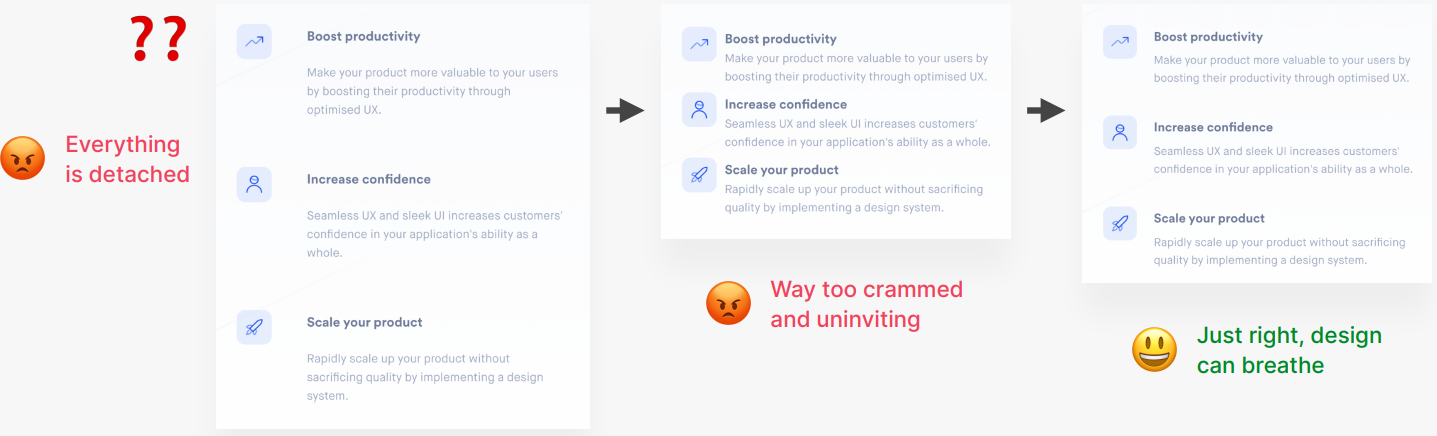 ??
Everything
is detached
Boost productivity
Make your product more valuable to your users
by boosting their productivity through
optimised UX.
Increase confidence
Seamless UX and sleek UI increases customers'
confidence in your application's ability as a
whole.
Scale your product
Rapidly scale up your product without
sacrificing quality by implementing a design
system.
Boost productivity
Make your product more valuable to your users by
boosting their productivity through optimised UX.
Increase confidence
Seamless UX and sleek UI increases customers'
confidence in your application's ability as a whole.
Scale your product
Rapidly scale up your product without sacrificing
quality by implementing a design system.
Way too crammed
and uninviting
Boost productivity
Make your product more valuable to your users by
boosting their productivity through optimised UX.
Increase confidence
Seamless UX and sleek UI increases customers'
confidence in your application's ability as a whole.
Scale your product
Rapidly scale up your product without sacrificing
quality by implementing a design system.
Just right, design
can breathe